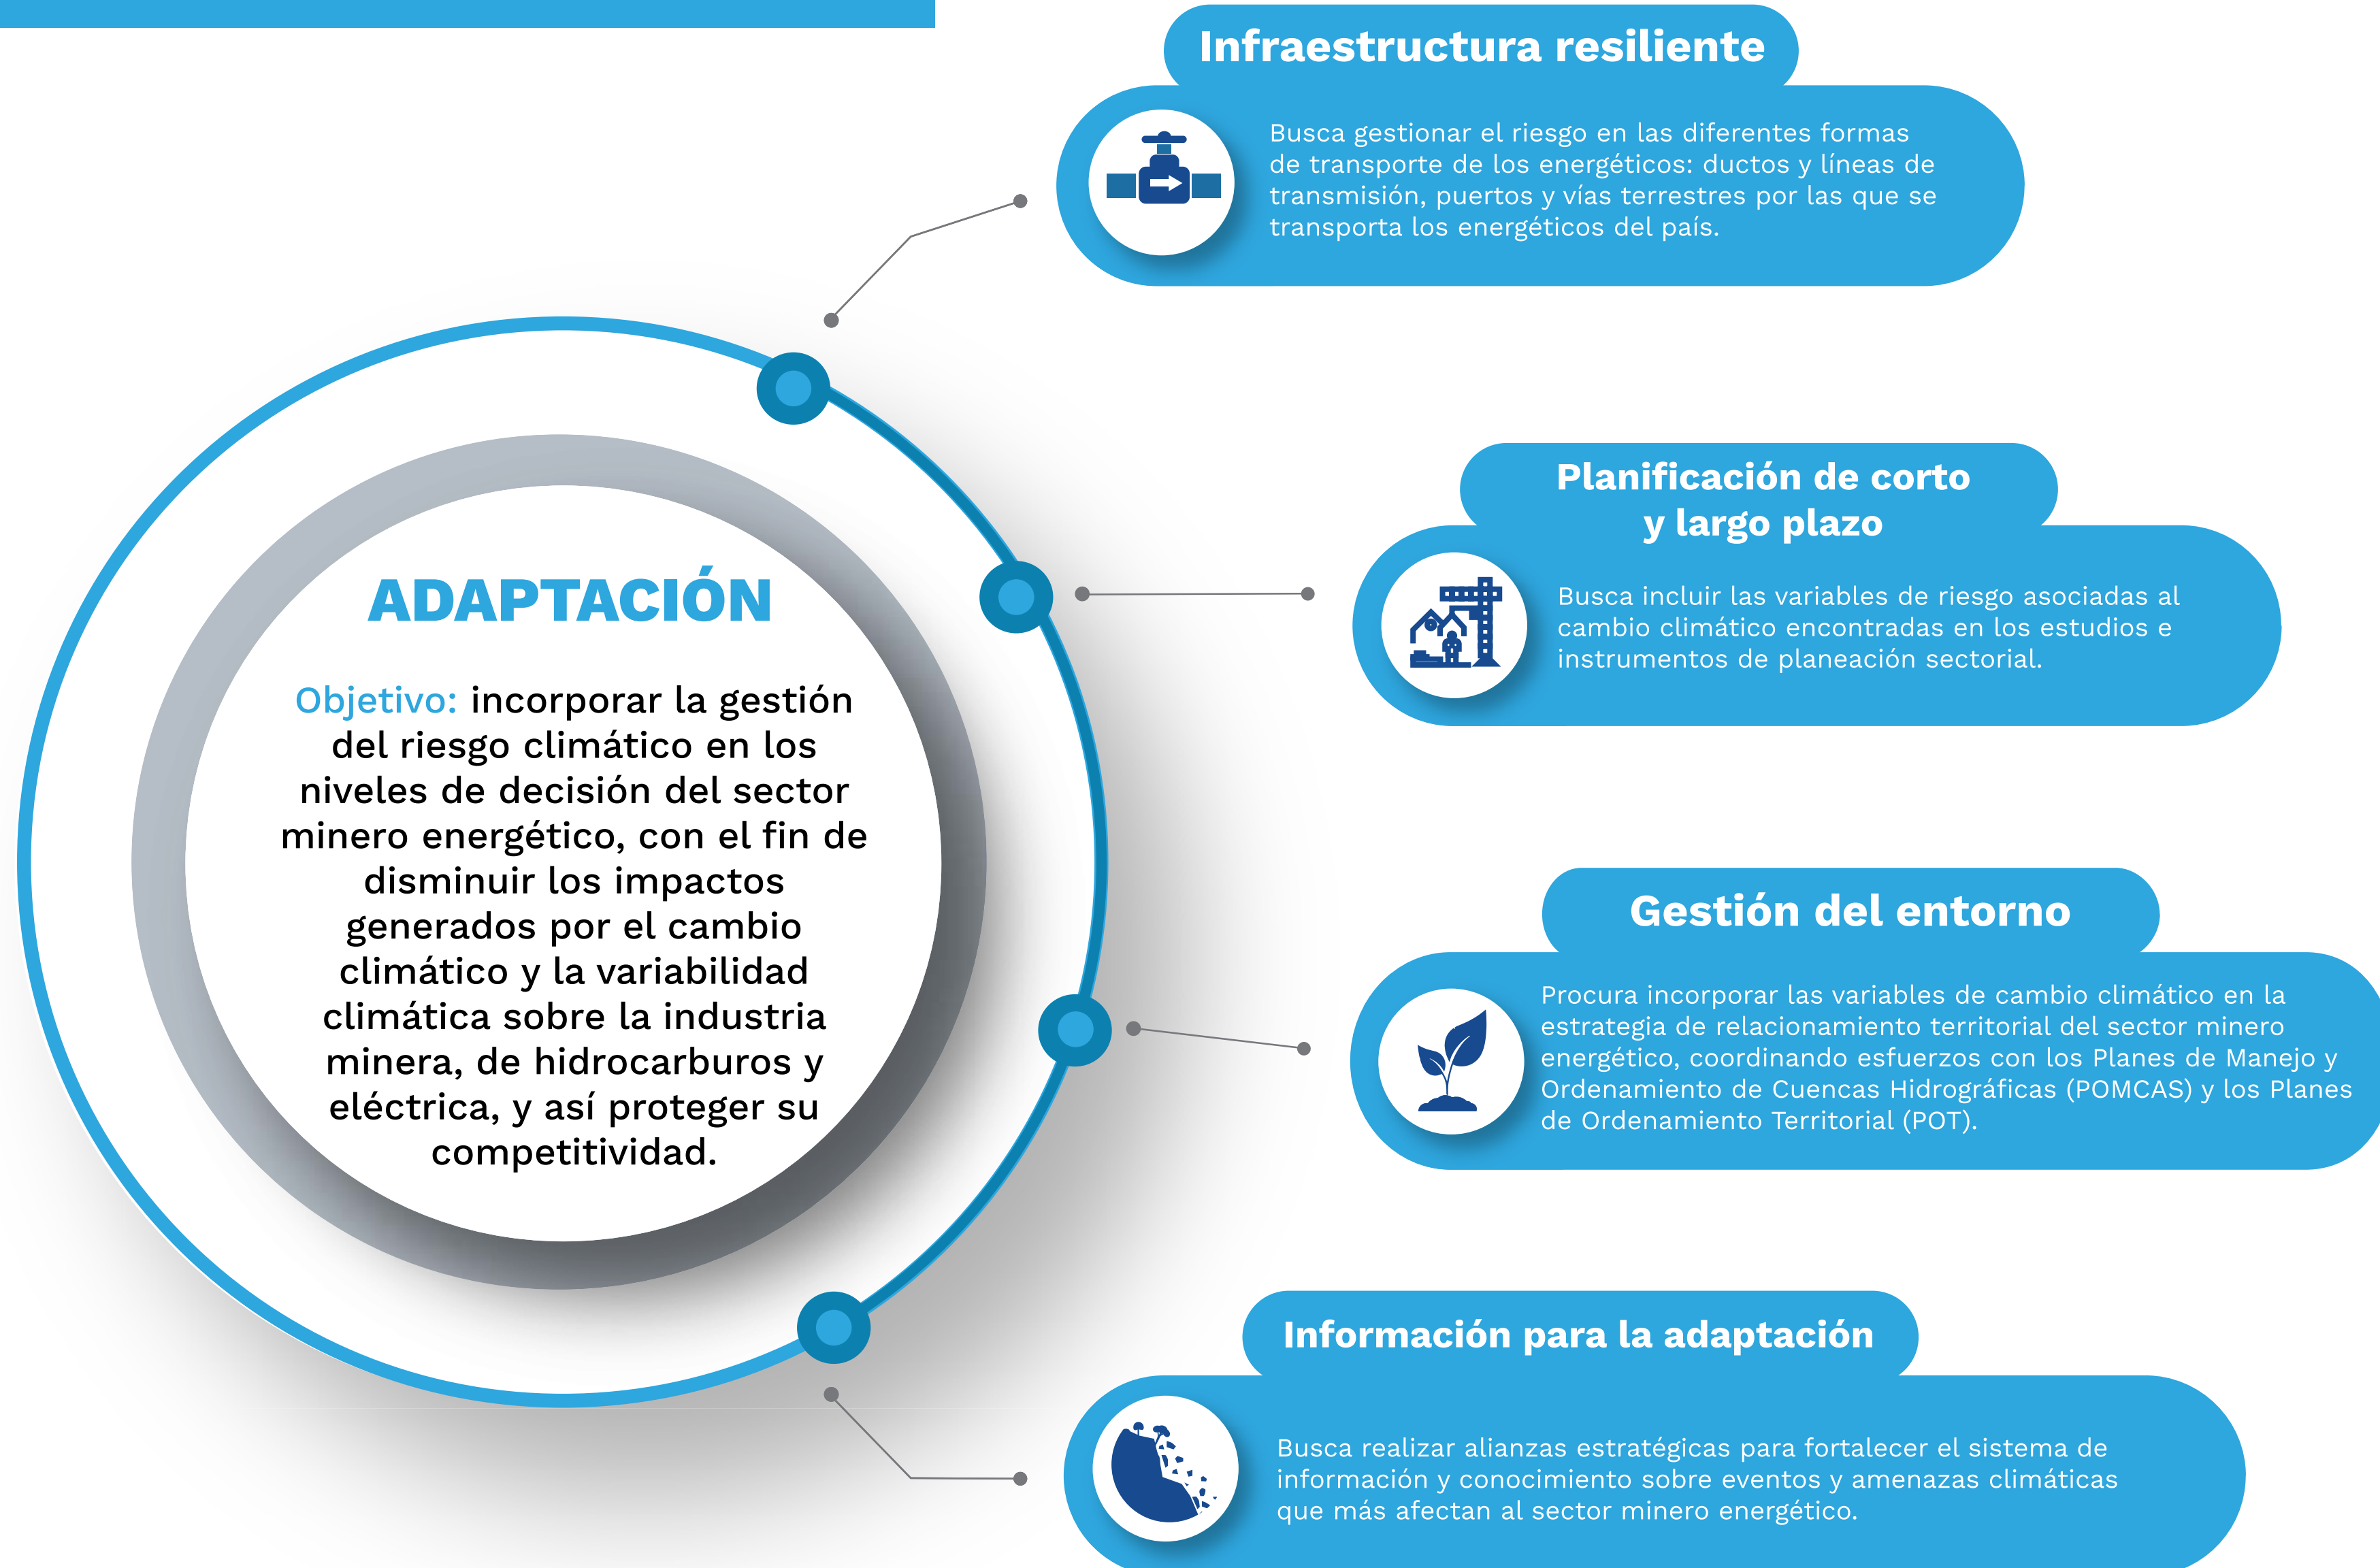 ADAPTACIÓN
Objetivo: incorporar la gestión
del riesgo climático en los
niveles de decisión del sector
minero energético, con el fin de
disminuir los impactos
generados por el cambio
climático y la variabilidad
climática sobre la industria
minera, de hidrocarburos y
eléctrica, y así proteger su
competitividad.
Infraestructura resiliente
Busca gestionar el riesgo en las diferentes formas
de transporte de los energéticos: ductos y líneas de
transmisión, puertos y vías terrestres por las que se
transporta los energéticos del país.
Planificación de corto
y largo plazo
Busca incluir las variables de riesgo asociadas al
cambio climático encontradas en los estudios e
instrumentos de planeación sectorial.
Gestión del entorno
Procura incorporar las variables de cambio climático en la
estrategia de relacionamiento territorial del sector minero
energético, coordinando esfuerzos con los Planes de Manejo y
Ordenamiento de Cuencas Hidrográficas (POMCAS) y los Planes
de Ordenamiento Territorial (POT).
Información para la adaptación
Busca realizar alianzas estratégicas para fortalecer el sistema de
información y conocimiento sobre eventos y amenazas climáticas
que más afectan al sector minero energético.